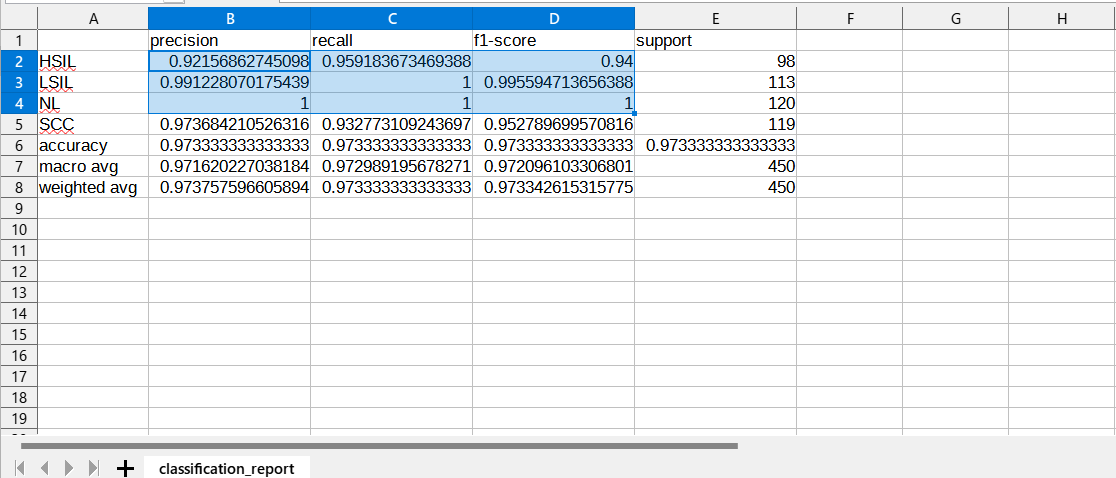 A B C D E F G H
1 precision recall f1-score support
2 HSIL 0.92156862745098 0.959183673469388 0.94 98
3 LSIL 0.991228070175439 1 0.995594713656388 113
4 NL 1 1 1 120
5 SCC 0.973684210526316 0.932773109243697 0.952789699570816 119
6 accuracy 0.973333333333333 0.973333333333333 0.973333333333333 0.973333333333333
7 macro avg 0.971620227038184 0.972989195678271 0.972096103306801 450
8 weighted avg 0.973757596605894 0.973333333333333 0.973342615315775 450
9
10
11
12
13
14
15
16
17
18
19
classification_report